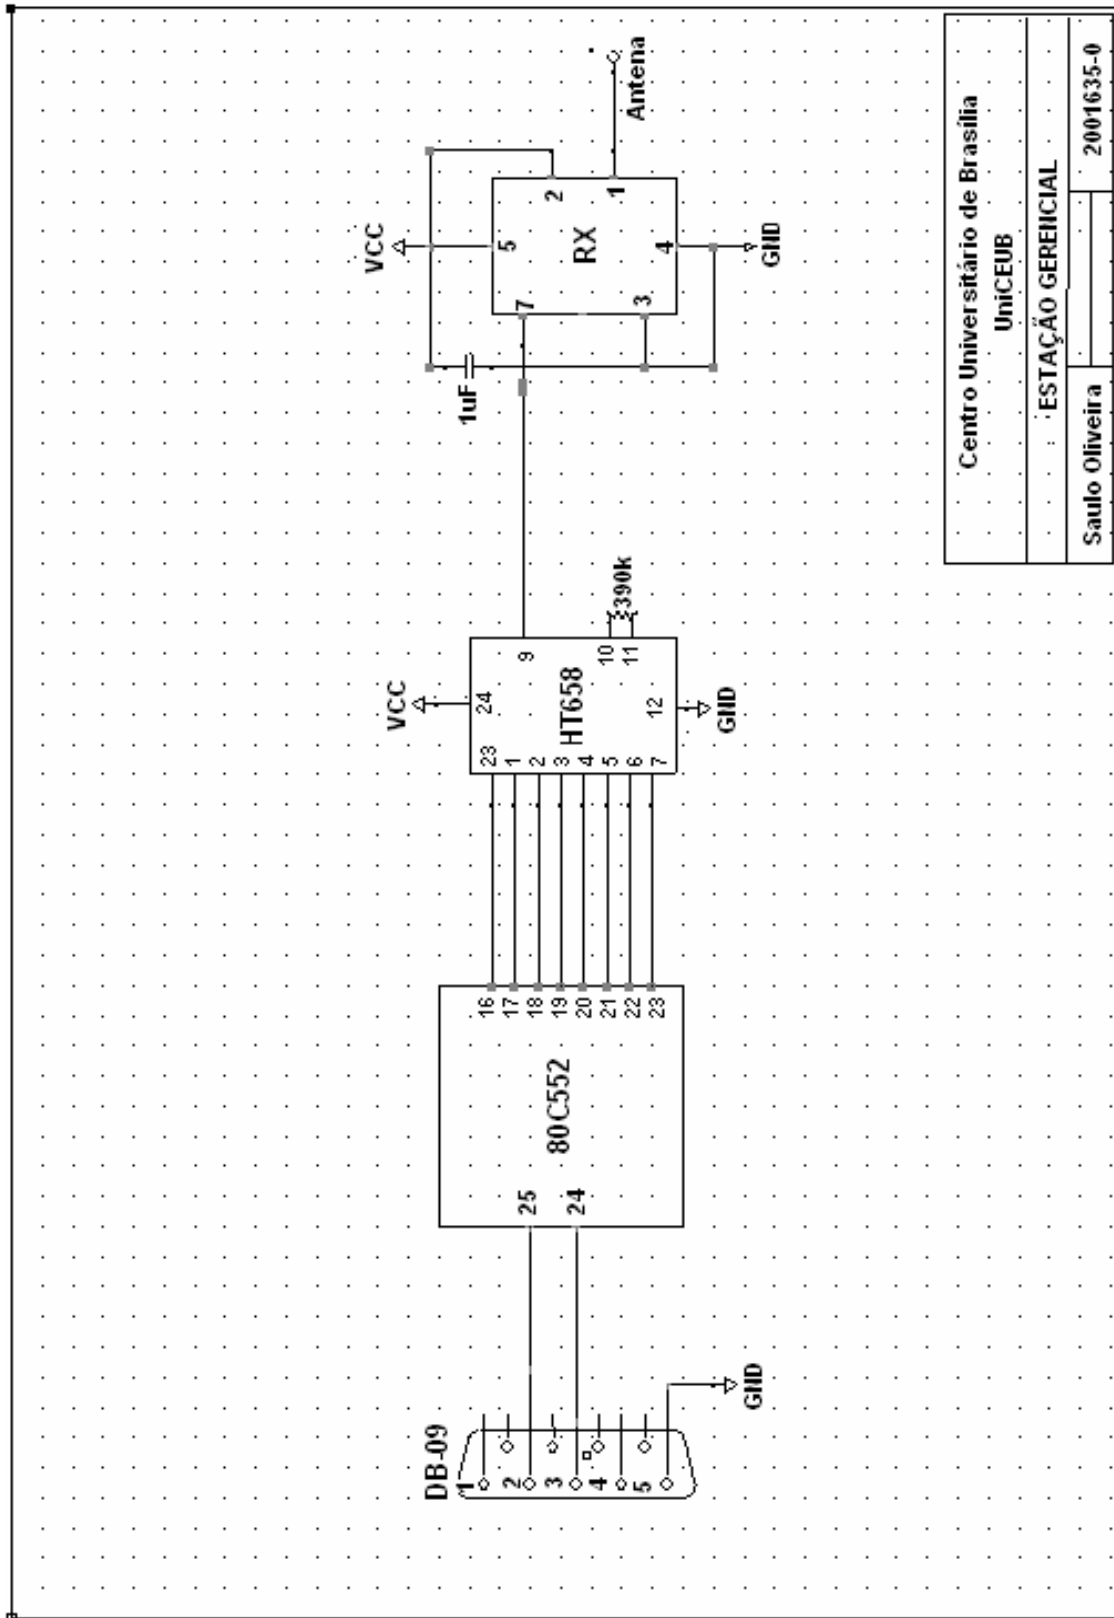 DB-09
1
2
3
4
5
GND
25
24
80C552
16
17
18
19
20
21
22
23
VCC
24
23
1
2
3
4
5
6
7
HT658
9
10
11
12
390k
GND
1uF
VCC
5
7
2
RX
3
4
1
GND
Antena
Centro Universitário de Brasília
UniCEUB
ESTAÇÃO GERENCIAL
Saulo Oliveira 2001635-0